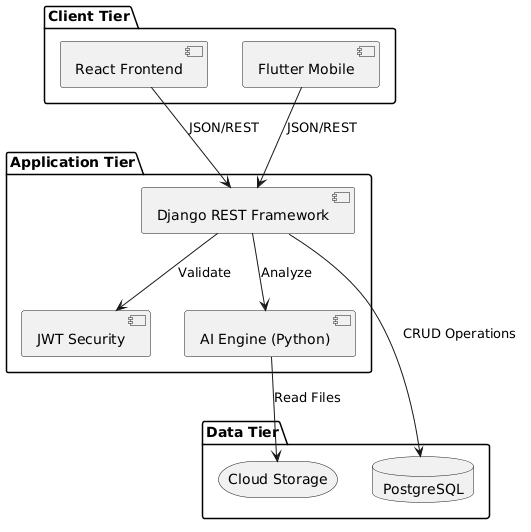 Client Tier
React Frontend
Flutter Mobile
JSON/REST
JSON/REST
Application Tier
Django REST Framework
Validate
Analyze
JWT Security
AI Engine (Python)
CRUD Operations
Read Files
Data Tier
Cloud Storage
PostgreSQL